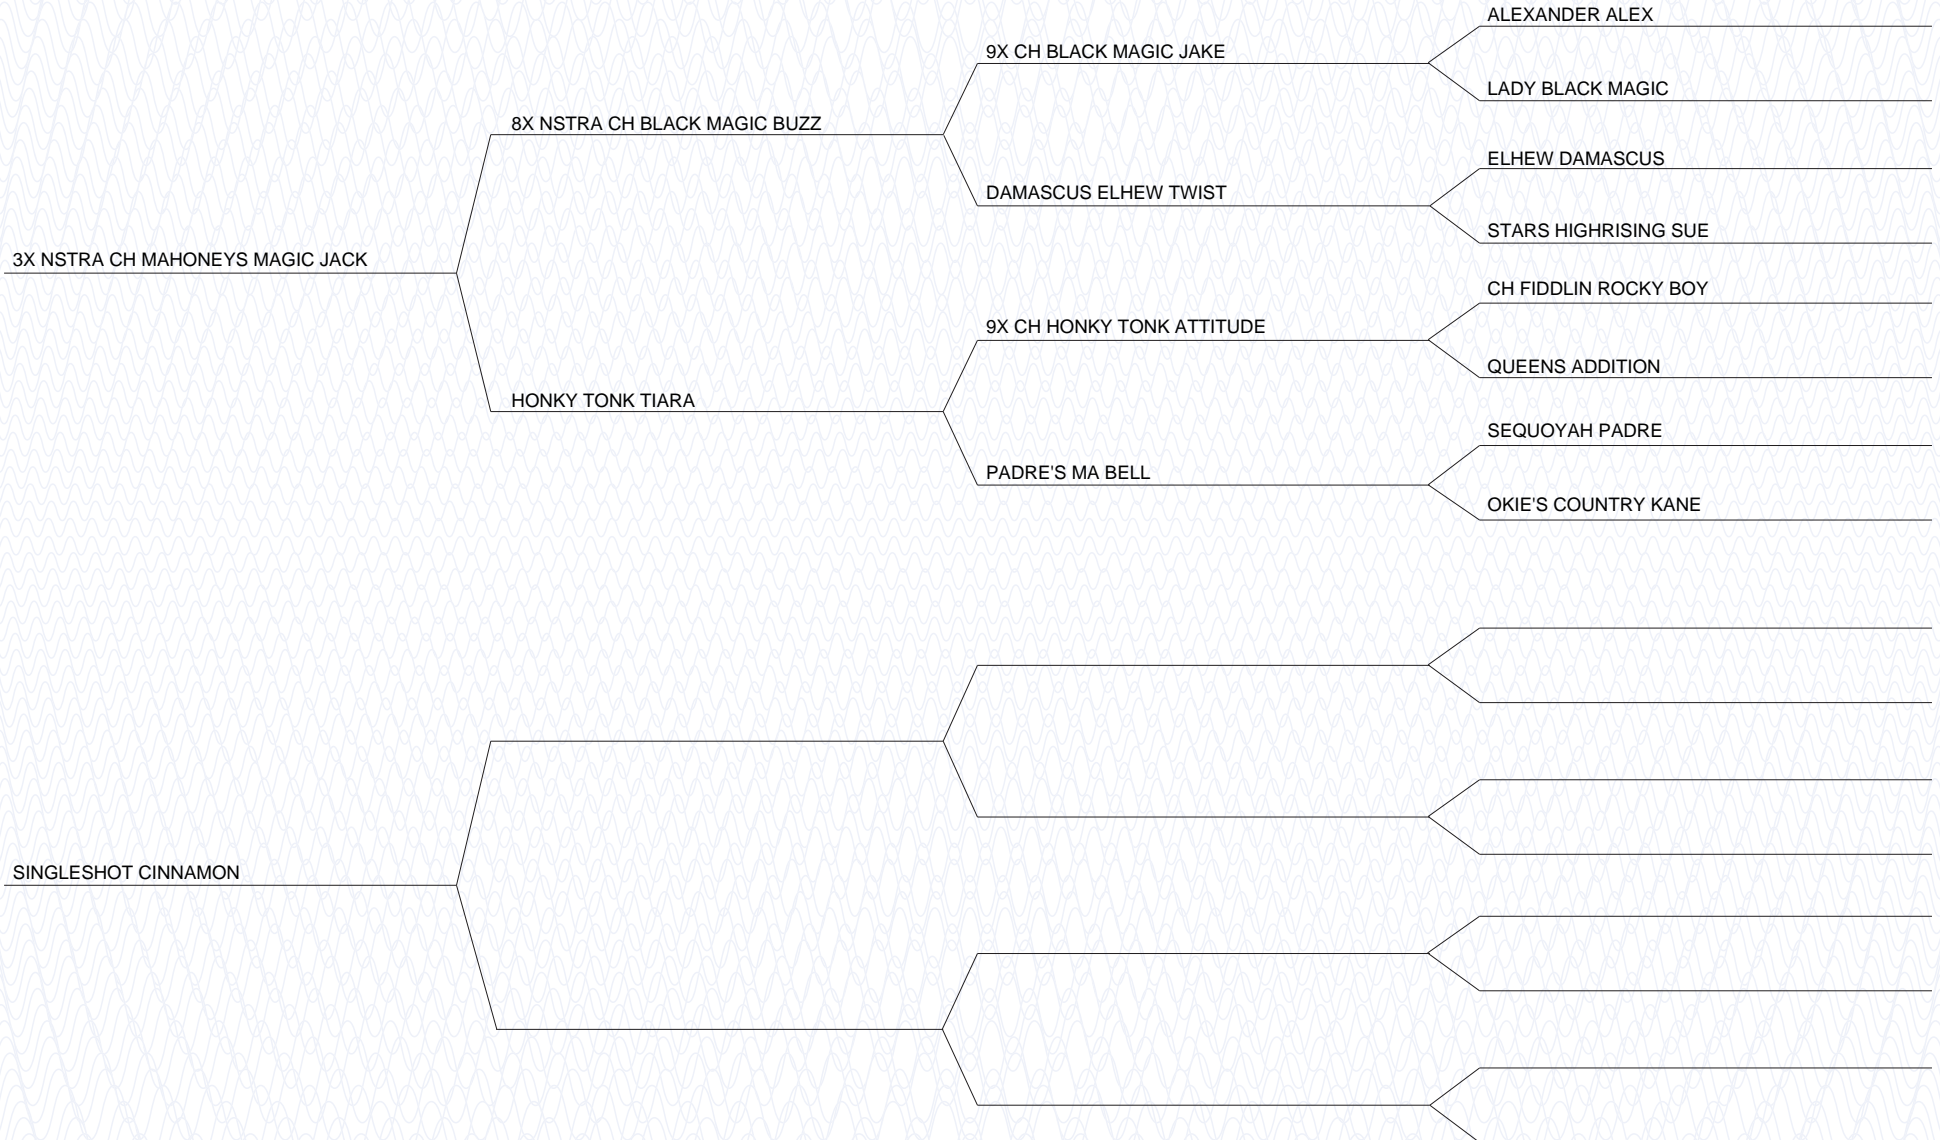 ALEXANDER ALEX
9X CH BLACK MAGIC JAKE
LADY BLACK MAGIC
8X NSTRA CH BLACK MAGIC BUZZ
ELHEW DAMASCUS
DAMASCUS ELHEW TWIST
STARS HIGHRISING SUE
3X NSTRA CH MAHONEYS MAGIC JACK
CH FIDDLIN ROCKY BOY
9X CH HONKY TONK ATTITUDE
QUEENS ADDITION
HONKY TONK TIARA
SEQUOYAH PADRE
PADRE'S MA BELL
OKIE'S COUNTRY KANE
SINGLESHOT CINNAMON